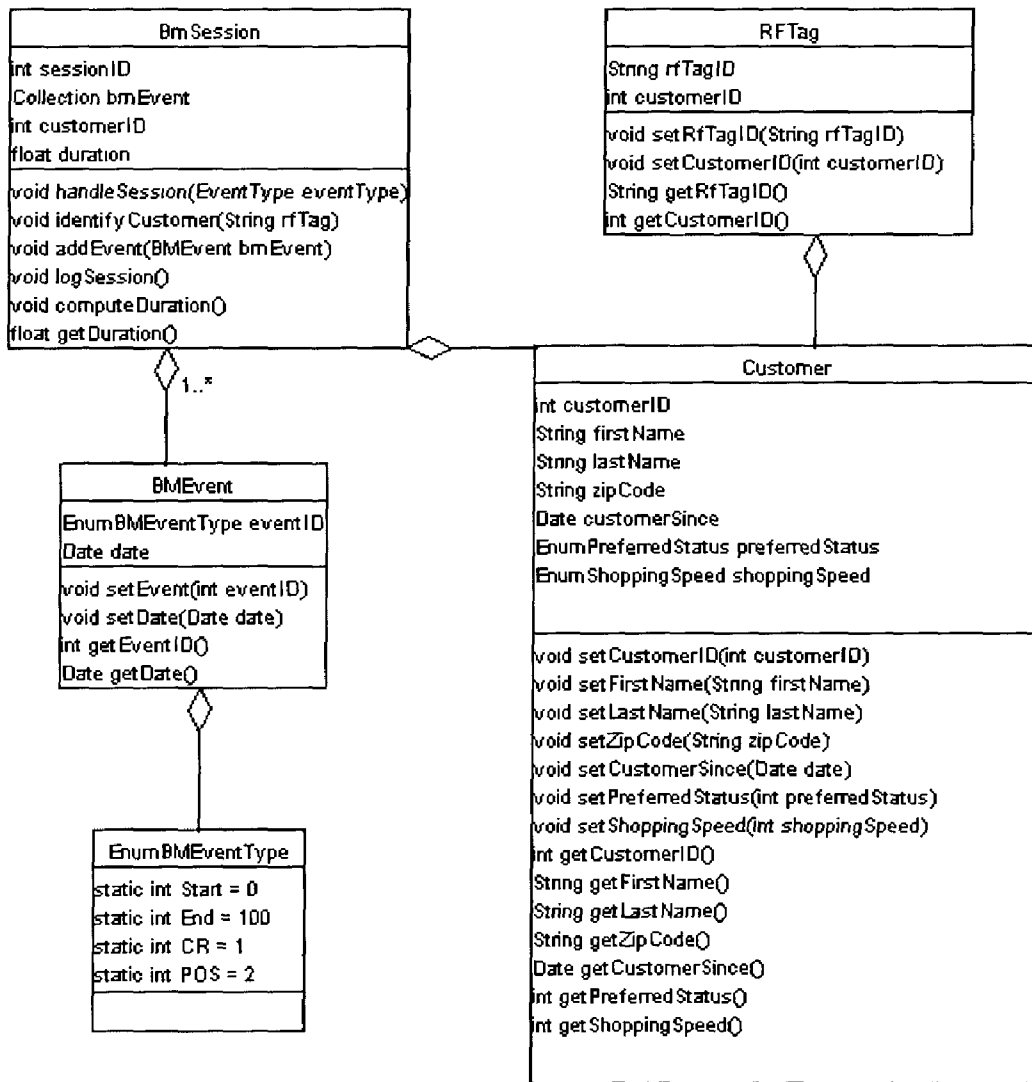 BmSession
int sessionID
Collection bmEvent
int customerID
float duration
void handleSession(EventType eventType)
void identifyCustomer(String rfTag)
void addEvent(BMEvent bmEvent)
void logSession()
void computeDuration()
float getDuration()
RFTag
String rfTagID
int customerID
void setRfTagID(String rfTagID)
void setCustomerID(int customerID)
String getRfTagID()
int getCustomerID()
1..*
BMEvent
EnumBMEventType eventID
Date date
void setEvent(int eventID)
void setDate(Date date)
int getEventID()
Date getDate()
EnumBMEventType
static int Start = 0
static int End = 100
static int CR = 1
static int POS = 2
Customer
int customerID
String firstName
String lastName
String zipCode
Date customerSince
EnumPreferredStatus preferredStatus
EnumShoppingSpeed shoppingSpeed
void setCustomerID(int customerID)
void setFirstName(String firstName)
void setLastName(String lastName)
void setZipCode(String zipCode)
void setCustomerSince(Date date)
void setPreferredStatus(int preferredStatus)
void setShoppingSpeed(int shoppingSpeed)
int getCustomerID()
String getFirstName()
String getLastName()
String getZipCode()
Date getCustomerSince()
int getPreferredStatus()
int getShoppingSpeed()